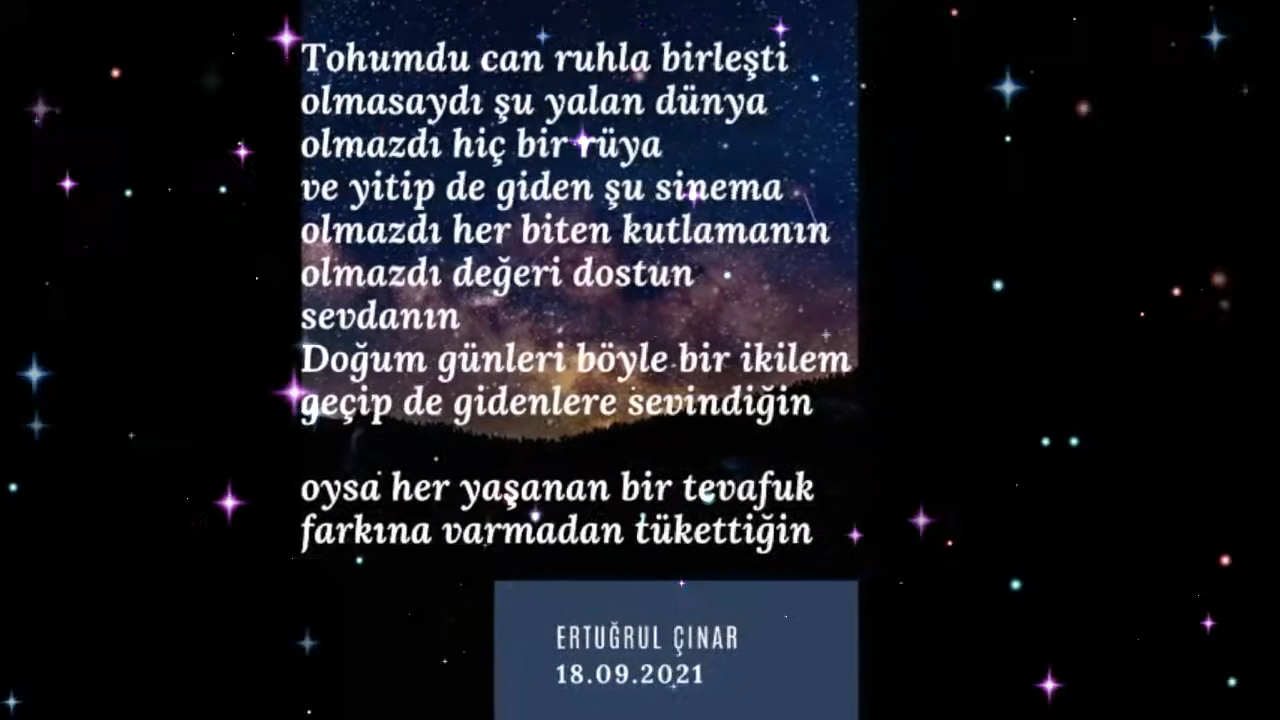 Tohumdu can ruhla birleşti
olmasaydı şu yalan dünya
olmazdı hiç bir rüya
ve yitip de giden şu sinema
olmazdı her biten kutlamanın
olmazdı değeri dostun
sevdanın
Doğum günleri böyle bir ikilem
geçip de gidenlere sevindiğin
oysa her yaşanan bir tevafuk
farkına varmadan tükettiğin
ERTUĞRUL ÇINAR
18.09.2021